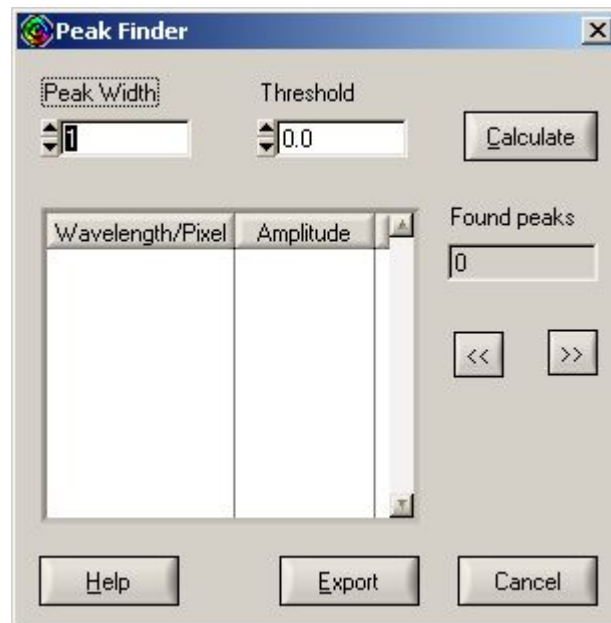 Peak Finder
Peak Width
Threshold
1
0.0
Calculate
Wavelength/Pixel
Amplitude
Found peaks
0
<<
>>
Help
Export
Cancel